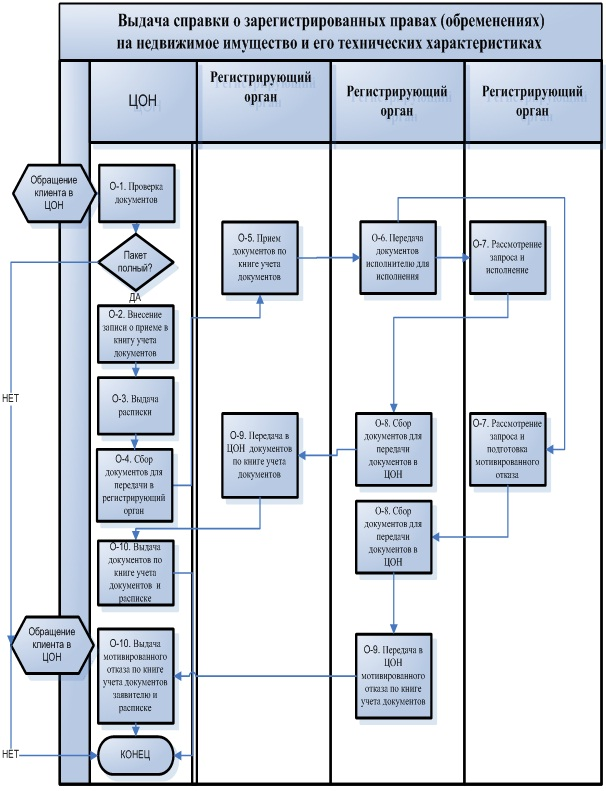 Выдача справки о зарегистрированных правах (обременениях)
на недвижимое имущество и его технических характеристиках
ЦОН
Регистрирующий
орган
Регистрирующий
орган
Регистрирующий
орган
Обращение
клиента в
ЦОН
О-1. Проверка
документов
Пакет
полный?
ДА
НЕТ
О-2. Внесение
записи о приеме в
книгу учета
документов
О-3. Выдача
расписки
О-4. Сбор
документов для
передачи в
регистрирующий
орган
О-5. Прием
документов по
книге учета
документов
О-6. Передача
документов
исполнителю для
исполнения
О-7. Рассмотрение
запроса и
исполнение
О-8. Сбор
документов для
передачи
документов в
ЦОН
О-9. Передача в
ЦОН документов
по книге учета
документов
О-7. Рассмотрение
запроса и
подготовка
мотивированного
отказа
О-8. Сбор
документов для
передачи
документов в
ЦОН
О-10. Выдача
документов по
книге учета
документов и
расписке
Обращение
клиента в
ЦОН
О-10. Выдача
мотивированного
отказа по книге
учета документов
заявителю и
расписке
О-9. Передача в
ЦОН
мотивированного
отказа по книге
учета документов
НЕТ
КОНЕЦ